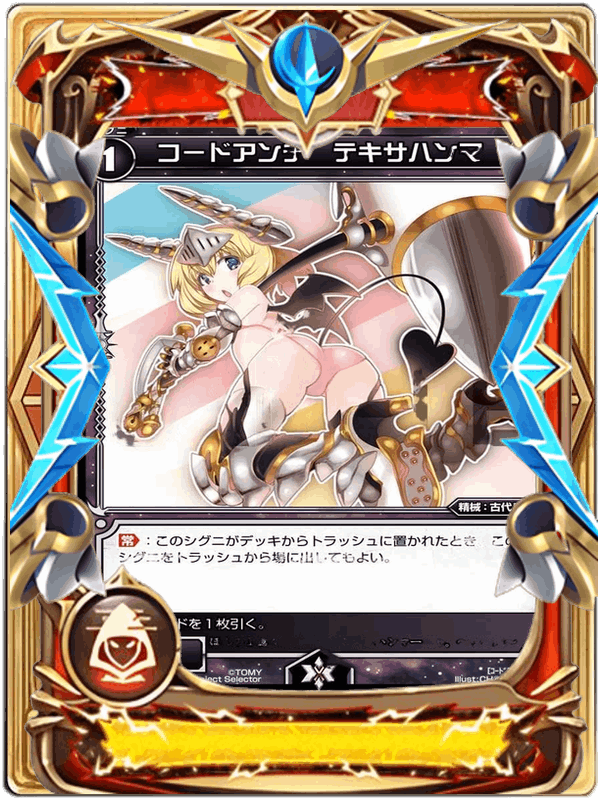 1
コードアンチ テキサハンマ
精械：古代
常：このシグニがデッキからトラッシュに置かれたとき、こ
シグニをトラッシュから場に出してもよい。
ドを１枚引く。
©TOMY
lect Selector
Illust:CH